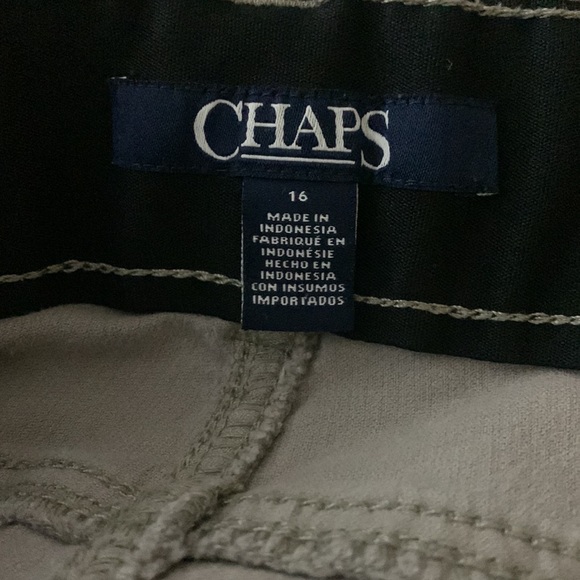 CHAPS
16
MADE IN
INDONESIA
FABRIQUÉ EN
INDONÉSIE
HECHO EN
INDONESIA
CON INSUMOS
IMPORTADOS